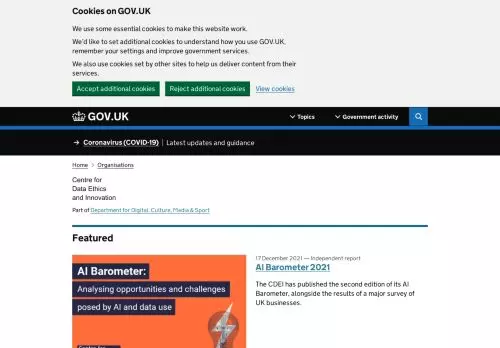 Cookies on GOV.UK
We use some essential cookies to make this website work.
We'd like to set additional cookies to understand how you use GOV.UK,
remember your settings and improve government services.
We also use cookies set by other sites to help us deliver content from their
services.
Accept additional cookies Reject additional cookies View cookies
GOV.UK Topics Government activity
→ Coronavirus (COVID-19) | Latest updates and guidance
Home > Organisations
Centre for
Data Ethics
and Innovation
Part of Department for Digital, Culture, Media & Sport
Featured
AI Barometer:
Analysing opportunities and challenges
posed by AI and data use
Centre for
17 December 2021 — Independent report
AI Barometer 2021
The CDEI has published the second edition of its AI
Barometer, alongside the results of a major survey of
UK businesses.